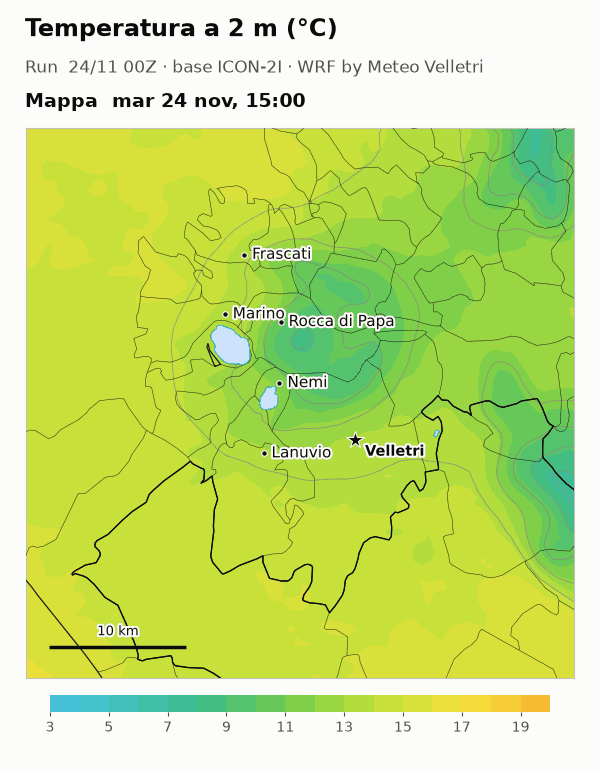 Temperatura a 2 m (°C)
Run  24/11 00Z · base ICON-2I · WRF by Meteo Velletri
Mappa  mar 24 nov, 15:00
Frascati
Marino
Rocca di Papa
Nemi
Velletri
Lanuvio
10 km
3 5 7 9 11 13 15 17 19